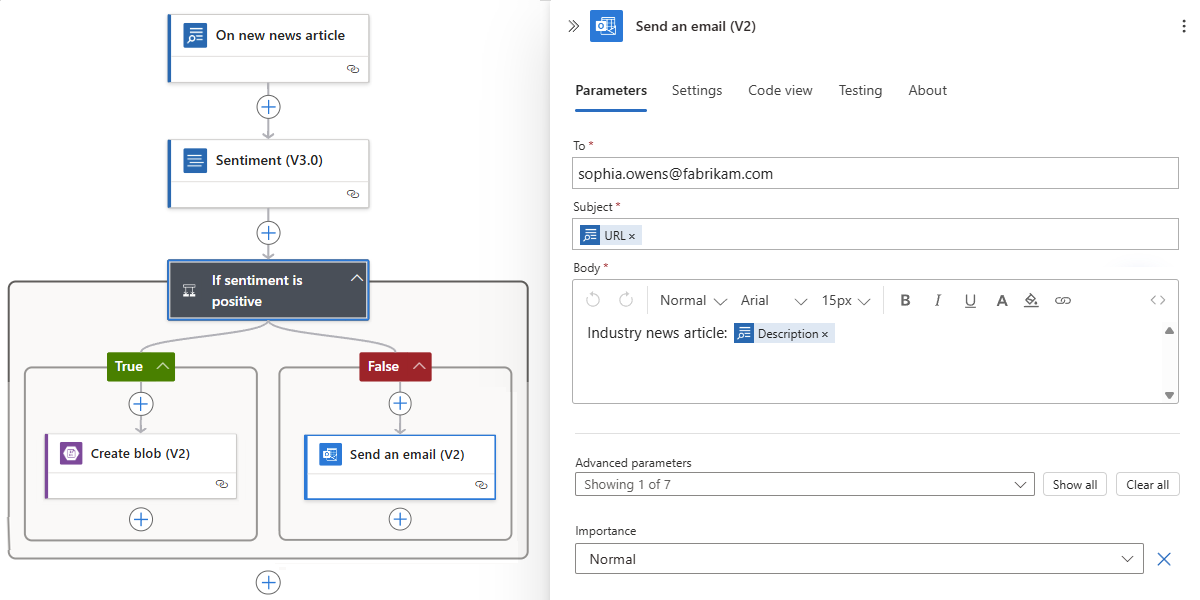 On new news article
Sentiment (V3.0)
If sentiment is
positive
True
False
Create blob (V2)
Send an email (V2)
Send an email (V2)
Parameters Settings Code view Testing About
To *
sophia.owens@fabrikam.com
Subject *
URL ×
Body *
Normal Arial 15px B I U A
Industry news article: Description ×
Advanced parameters
Showing 1 of 7 Show all Clear all
Importance
Normal